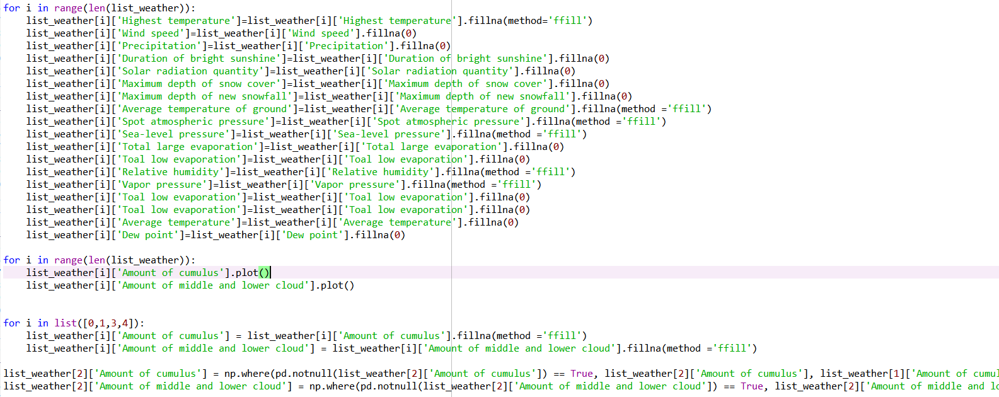 for i in range(len(list_weather)):
    list_weather[i]['Highest temperature']=list_weather[i]['Highest temperature'].fillna(method='ffill')
    list_weather[i]['Wind speed']=list_weather[i]['Wind speed'].fillna(0)
    list_weather[i]['Precipitation']=list_weather[i]['Precipitation'].fillna(0)
    list_weather[i]['Duration of bright sunshine']=list_weather[i]['Duration of bright sunshine'].fillna(0)
    list_weather[i]['Solar radiation quantity']=list_weather[i]['Solar radiation quantity'].fillna(0)
    list_weather[i]['Maximum depth of snow cover']=list_weather[i]['Maximum depth of snow cover'].fillna(0)
    list_weather[i]['Maximum depth of new snowfall']=list_weather[i]['Maximum depth of new snowfall'].fillna(0)
    list_weather[i]['Average temperature of ground']=list_weather[i]['Average temperature of ground'].fillna(method ='ffill')
    list_weather[i]['Spot atmospheric pressure']=list_weather[i]['Spot atmospheric pressure'].fillna(method ='ffill')
    list_weather[i]['Sea-level pressure']=list_weather[i]['Sea-level pressure'].fillna(method ='ffill')
    list_weather[i]['Total large evaporation']=list_weather[i]['Total large evaporation'].fillna(0)
    list_weather[i]['Toal low evaporation']=list_weather[i]['Toal low evaporation'].fillna(0)
    list_weather[i]['Relative humidity']=list_weather[i]['Relative humidity'].fillna(method ='ffill')
    list_weather[i]['Vapor pressure']=list_weather[i]['Vapor pressure'].fillna(method ='ffill')
    list_weather[i]['Toal low evaporation']=list_weather[i]['Toal low evaporation'].fillna(0)
    list_weather[i]['Toal low evaporation']=list_weather[i]['Toal low evaporation'].fillna(0)
    list_weather[i]['Average temperature']=list_weather[i]['Average temperature'].fillna(0)
    list_weather[i]['Dew point']=list_weather[i]['Dew point'].fillna(0)
for i in range(len(list_weather)):
    list_weather[i]['Amount of cumulus'].plot()
    list_weather[i]['Amount of middle and lower cloud'].plot()
for i in list([0,1,3,4]):
    list_weather[i]['Amount of cumulus'] = list_weather[i]['Amount of cumulus'].fillna(method ='ffill')
    list_weather[i]['Amount of middle and lower cloud'] = list_weather[i]['Amount of middle and lower cloud'].fillna(method ='ffill')
list_weather[2]['Amount of cumulus'] = np.where(pd.notnull(list_weather[2]['Amount of cumulus']) == True, list_weather[2]['Amount of cumulus'], list_weather[1]['Amount of cumul
list_weather[2]['Amount of middle and lower cloud'] = np.where(pd.notnull(list_weather[2]['Amount of middle and lower cloud']) == True, list_weather[2]['Amount of middle and lo